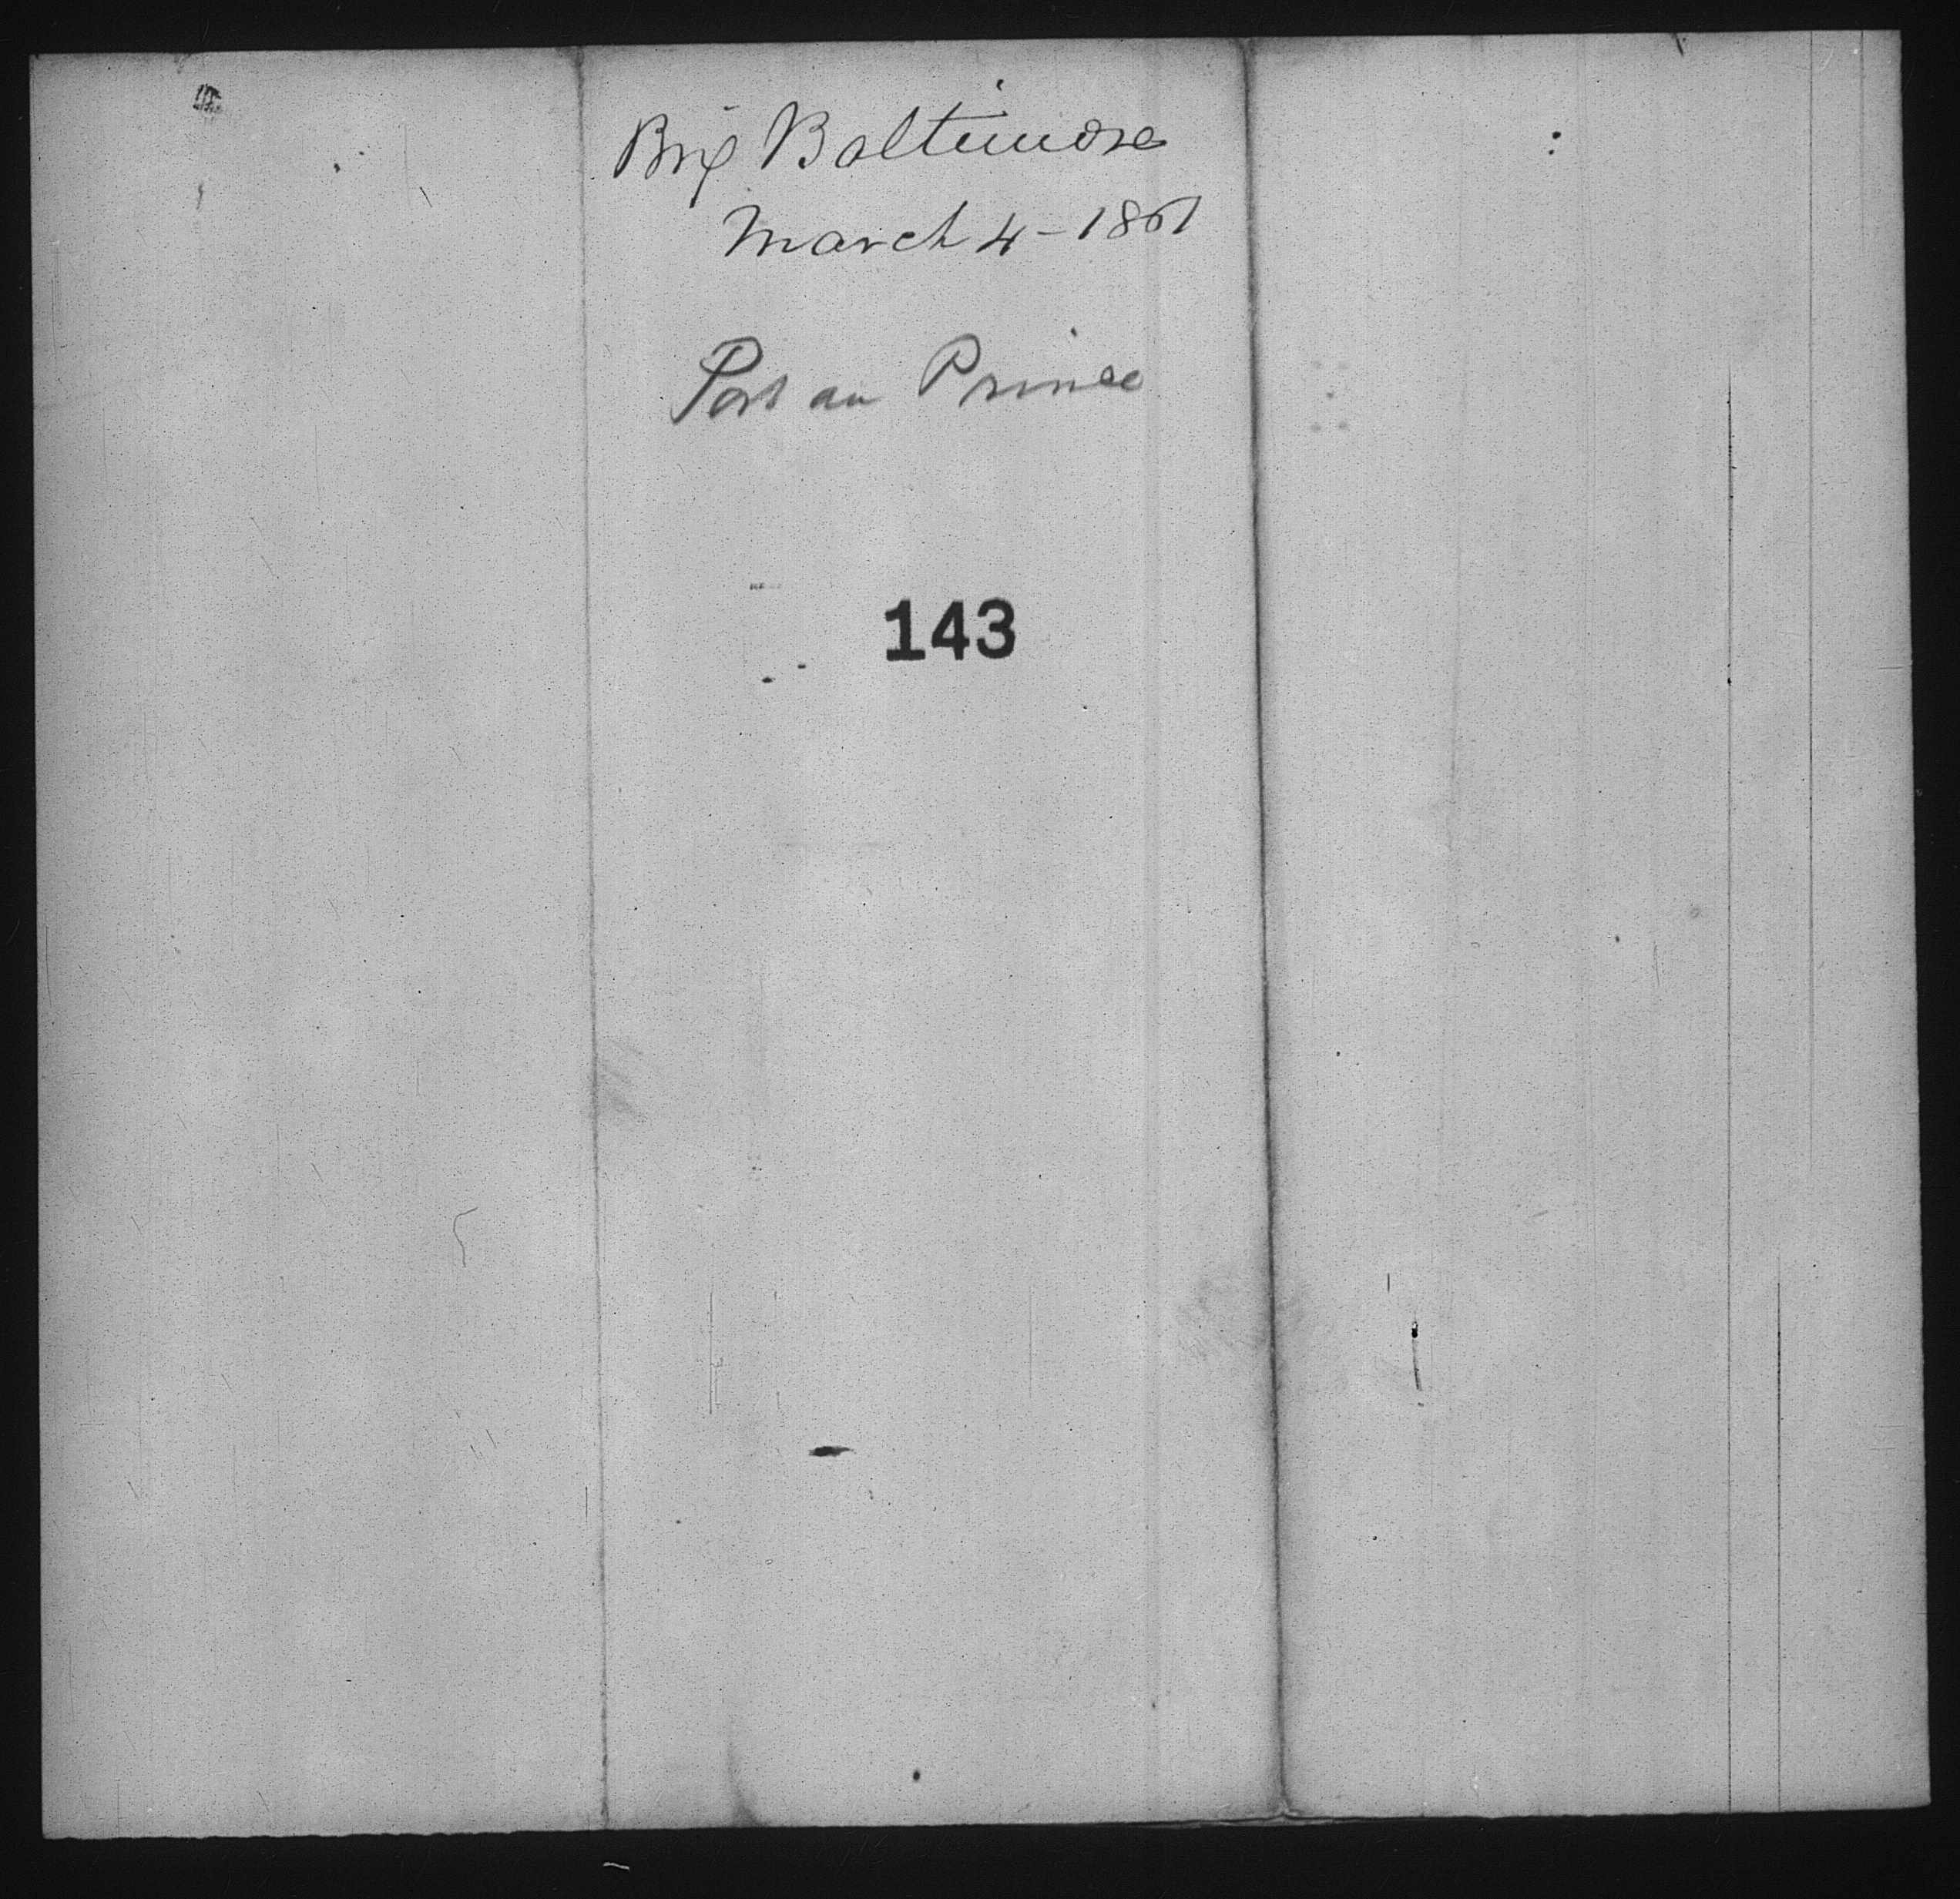 Brig Baltimore
March 4 - 1861
Port au Prince
143